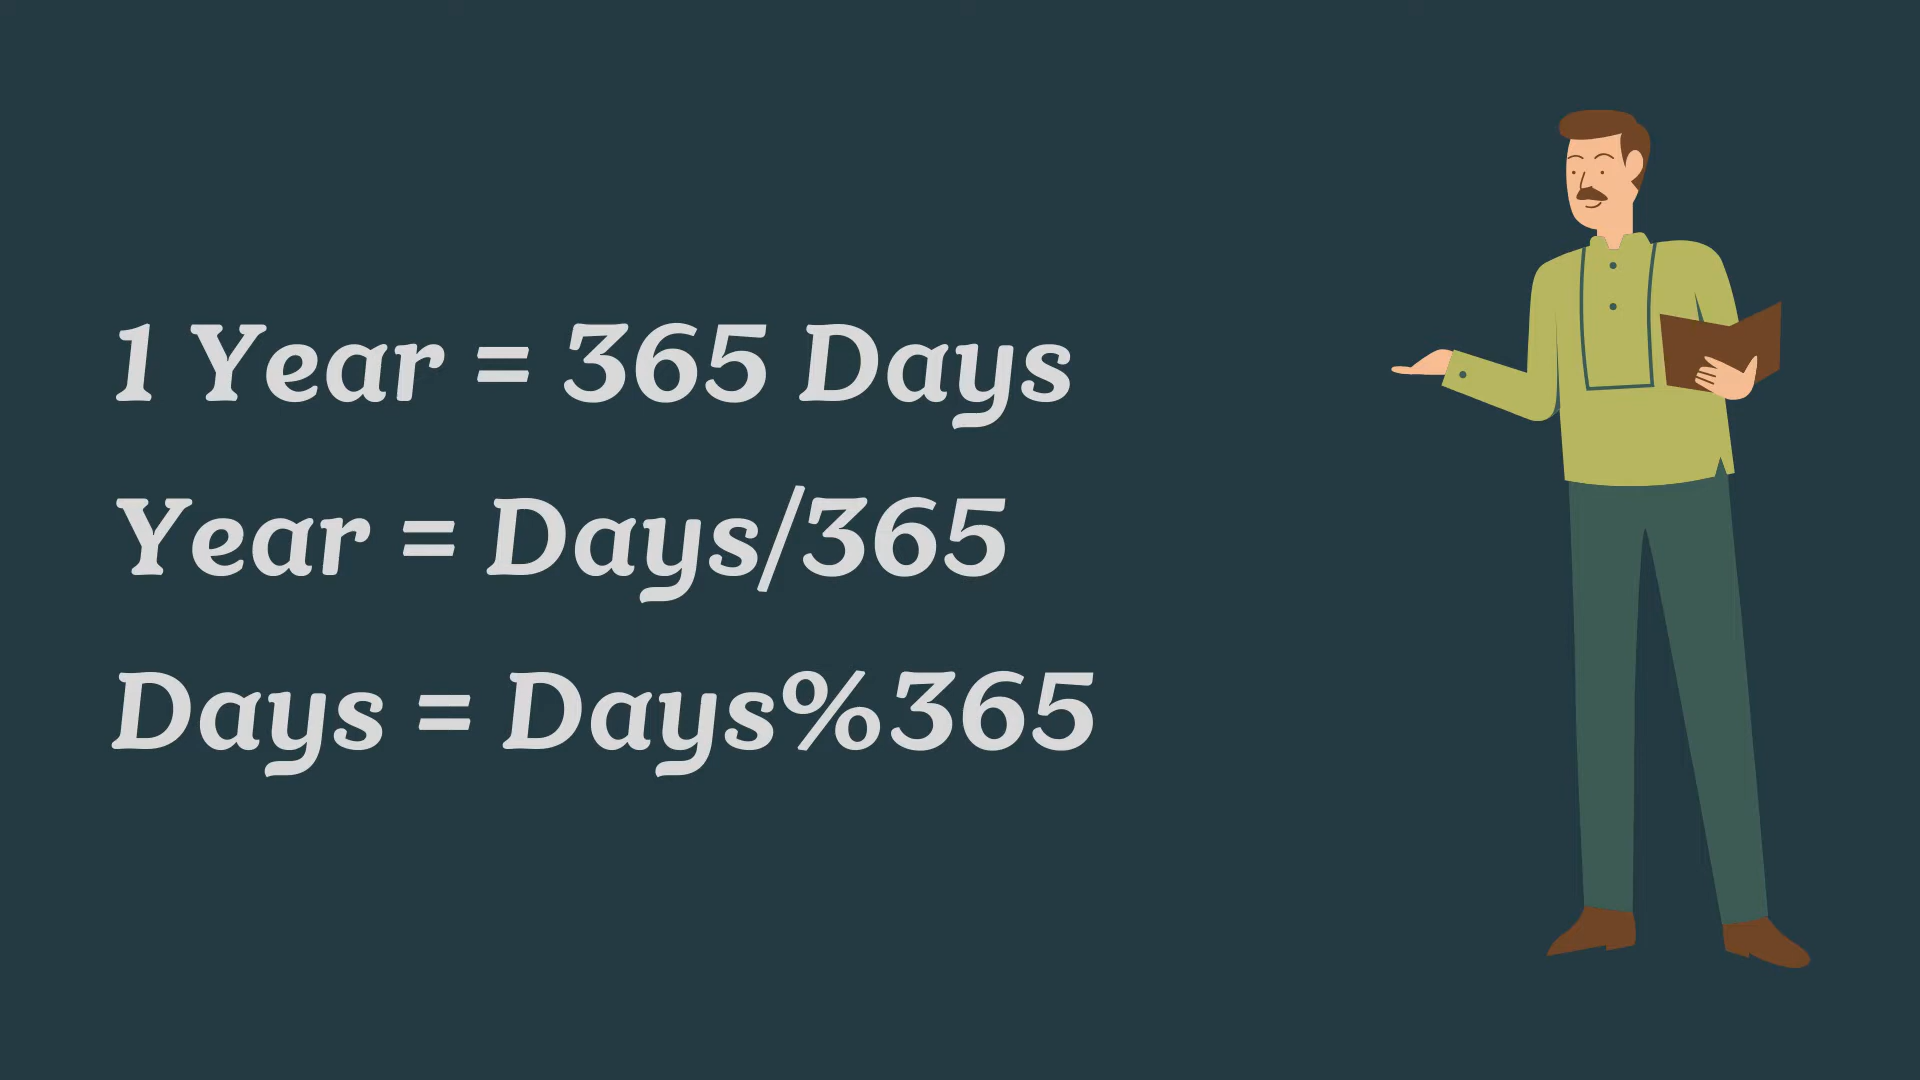 1 Year = 365 Days
Year = Days/365
Days = Days%365